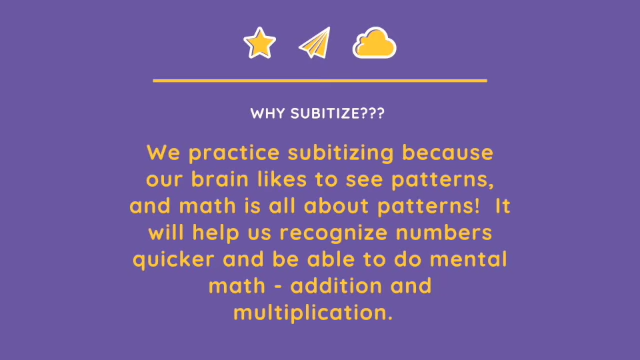 WHY SUBITIZE???
We practice subitizing because
our brain likes to see patterns,
and math is all about patterns!  It
will help us recognize numbers
quicker and be able to do mental
math - addition and
multiplication.